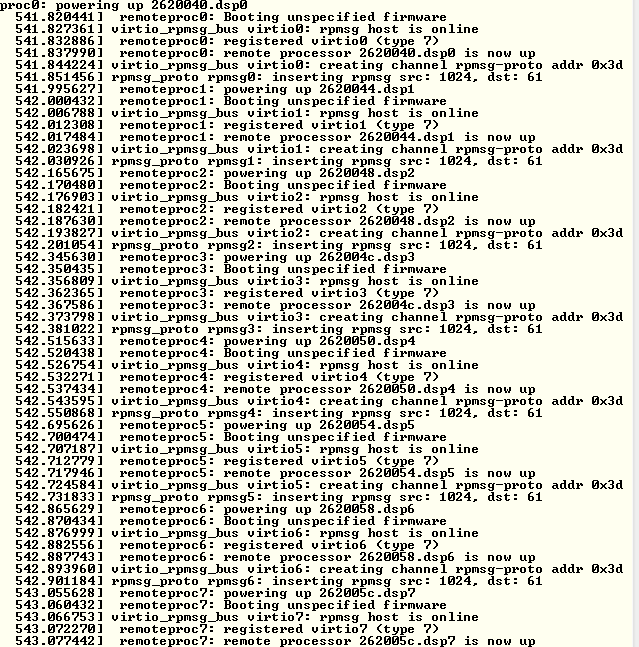 proc0: powering up 2620040.dsp0
541.820441]  remoteproc0: Booting unspecified firmware
541.827361] virtio_rpmsg_bus virtio0: rpmsg host is online
541.832886]  remoteproc0: registered virtio0 (type 7)
541.837990]  remoteproc0: remote processor 2620040.dsp0 is now up
541.844224] virtio_rpmsg_bus virtio0: creating channel rpmsg-proto addr 0x3d
541.851456] rpmsg_proto rpmsg0: inserting rpmsg src: 1024, dst: 61
541.995627]  remoteproc1: powering up 2620044.dsp1
542.000432]  remoteproc1: Booting unspecified firmware
542.006788] virtio_rpmsg_bus virtio1: rpmsg host is online
542.012308]  remoteproc1: registered virtio1 (type 7)
542.017484]  remoteproc1: remote processor 2620044.dsp1 is now up
542.023698] virtio_rpmsg_bus virtio1: creating channel rpmsg-proto addr 0x3d
542.030926] rpmsg_proto rpmsg1: inserting rpmsg src: 1024, dst: 61
542.165675]  remoteproc2: powering up 2620048.dsp2
542.170480]  remoteproc2: Booting unspecified firmware
542.176903] virtio_rpmsg_bus virtio2: rpmsg host is online
542.182421]  remoteproc2: registered virtio2 (type 7)
542.187630]  remoteproc2: remote processor 2620048.dsp2 is now up
542.193827] virtio_rpmsg_bus virtio2: creating channel rpmsg-proto addr 0x3d
542.201054] rpmsg_proto rpmsg2: inserting rpmsg src: 1024, dst: 61
542.345630]  remoteproc3: powering up 262004c.dsp3
542.350435]  remoteproc3: Booting unspecified firmware
542.356809] virtio_rpmsg_bus virtio3: rpmsg host is online
542.362365]  remoteproc3: registered virtio3 (type 7)
542.367586]  remoteproc3: remote processor 262004c.dsp3 is now up
542.373798] virtio_rpmsg_bus virtio3: creating channel rpmsg-proto addr 0x3d
542.381022] rpmsg_proto rpmsg3: inserting rpmsg src: 1024, dst: 61
542.515633]  remoteproc4: powering up 2620050.dsp4
542.520438]  remoteproc4: Booting unspecified firmware
542.526754] virtio_rpmsg_bus virtio4: rpmsg host is online
542.532271]  remoteproc4: registered virtio4 (type 7)
542.537434]  remoteproc4: remote processor 2620050.dsp4 is now up
542.543595] virtio_rpmsg_bus virtio4: creating channel rpmsg-proto addr 0x3d
542.550868] rpmsg_proto rpmsg4: inserting rpmsg src: 1024, dst: 61
542.695626]  remoteproc5: powering up 2620054.dsp5
542.700474]  remoteproc5: Booting unspecified firmware
542.707187] virtio_rpmsg_bus virtio5: rpmsg host is online
542.712779]  remoteproc5: registered virtio5 (type 7)
542.717946]  remoteproc5: remote processor 2620054.dsp5 is now up
542.724584] virtio_rpmsg_bus virtio5: creating channel rpmsg-proto addr 0x3d
542.731833] rpmsg_proto rpmsg5: inserting rpmsg src: 1024, dst: 61
542.865629]  remoteproc6: powering up 2620058.dsp6
542.870434]  remoteproc6: Booting unspecified firmware
542.876999] virtio_rpmsg_bus virtio6: rpmsg host is online
542.882556]  remoteproc6: registered virtio6 (type 7)
542.887743]  remoteproc6: remote processor 2620058.dsp6 is now up
542.893960] virtio_rpmsg_bus virtio6: creating channel rpmsg-proto addr 0x3d
542.901184] rpmsg_proto rpmsg6: inserting rpmsg src: 1024, dst: 61
543.055628]  remoteproc7: powering up 262005c.dsp7
543.060432]  remoteproc7: Booting unspecified firmware
543.066753] virtio_rpmsg_bus virtio7: rpmsg host is online
543.072270]  remoteproc7: registered virtio7 (type 7)
543.077442]  remoteproc7: remote processor 262005c.dsp7 is now up